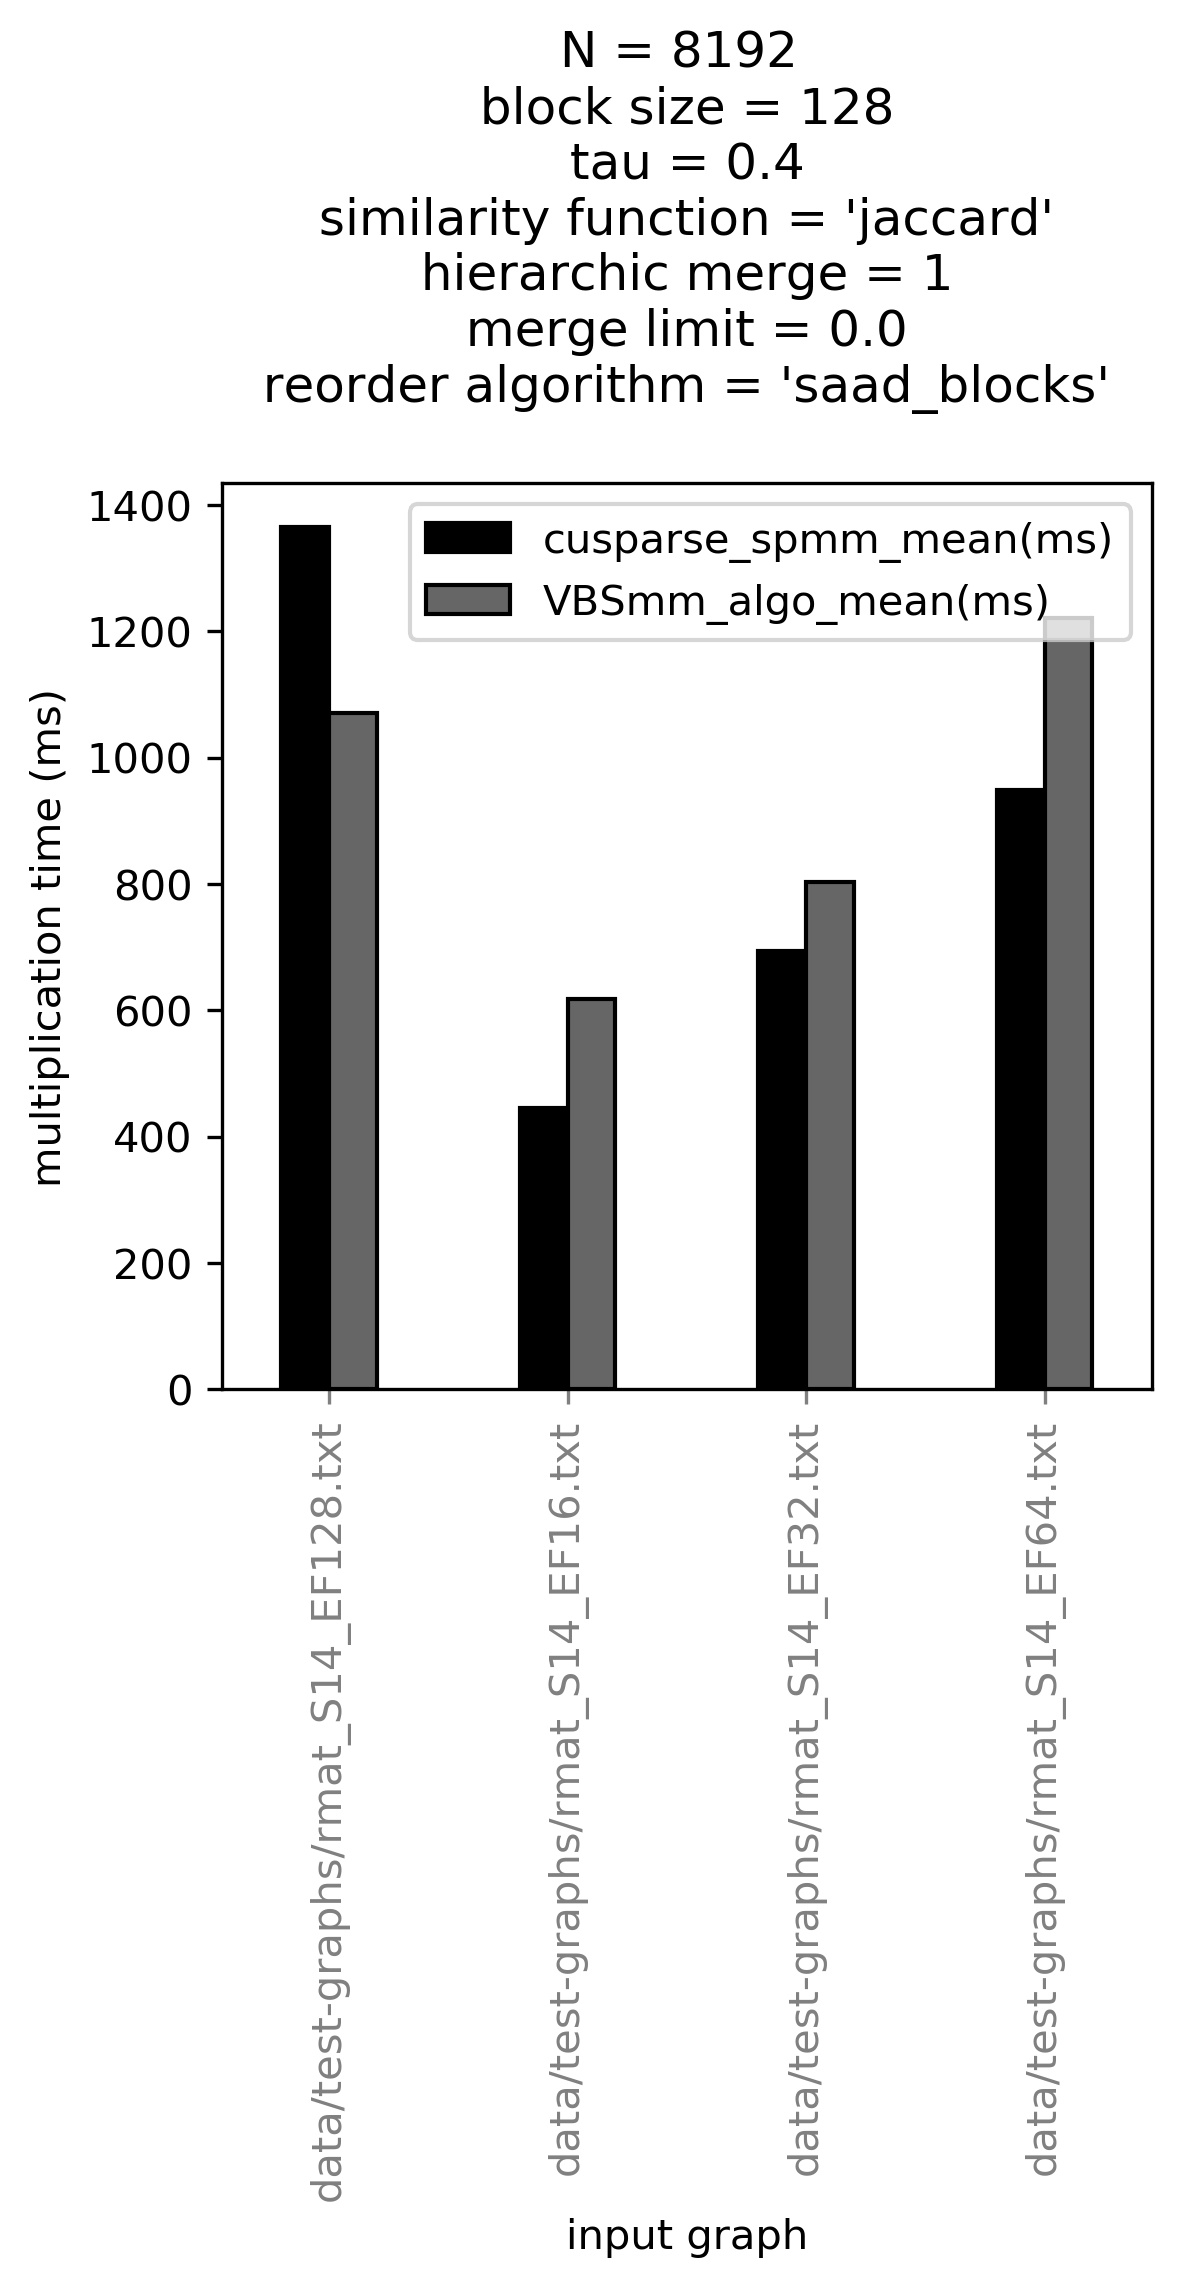 N = 8192
block size = 128
tau = 0.4
similarity function = 'jaccard'
hierarchic merge = 1
merge limit = 0.0
reorder algorithm = 'saad_blocks'
cusparse_spmm_mean(ms)
VBSmm_algo_mean(ms)
multiplication time (ms)
1400
1200
1000
800
600
400
200
0
data/test-graphs/rmat_S14_EF128.txt
data/test-graphs/rmat_S14_EF16.txt
data/test-graphs/rmat_S14_EF32.txt
data/test-graphs/rmat_S14_EF64.txt
input graph